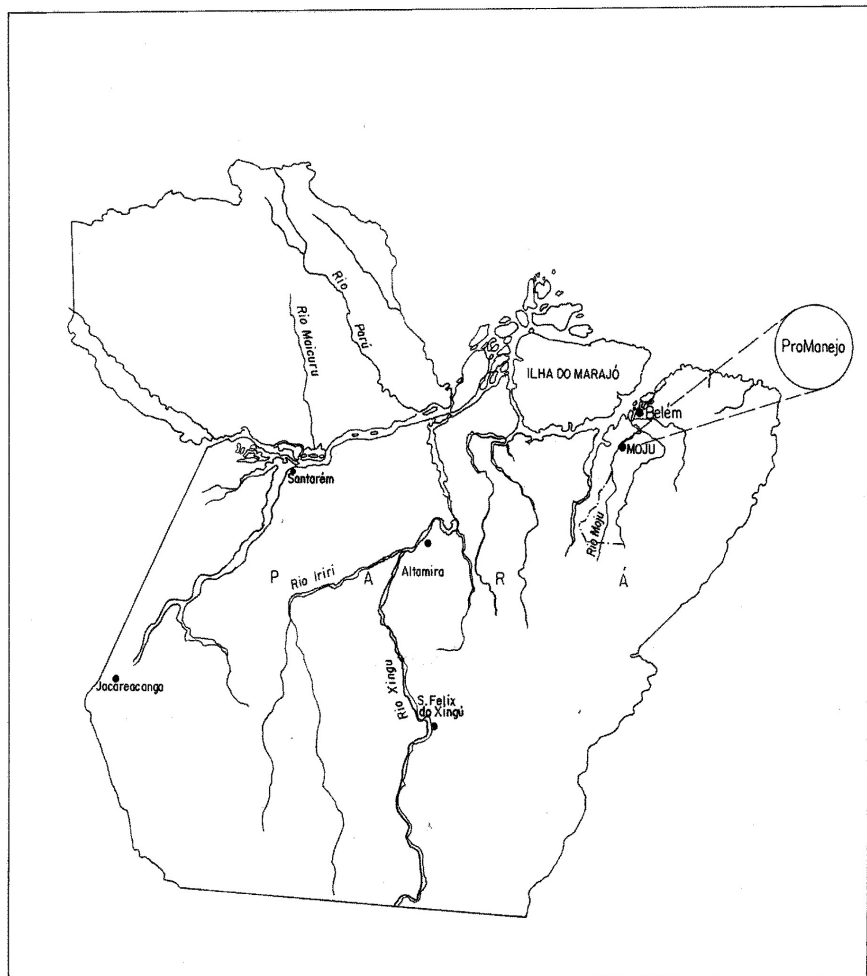 Rio
Parú
Rio Maicuru
ProManejo
ILHA DO MARAJÓ
Belém
MOJU
Santarém
Rio Moju
P A R Á
Rio Iriri
Altamira
Jacareacanga
Rio Xingu
S. Felix
do Xingú